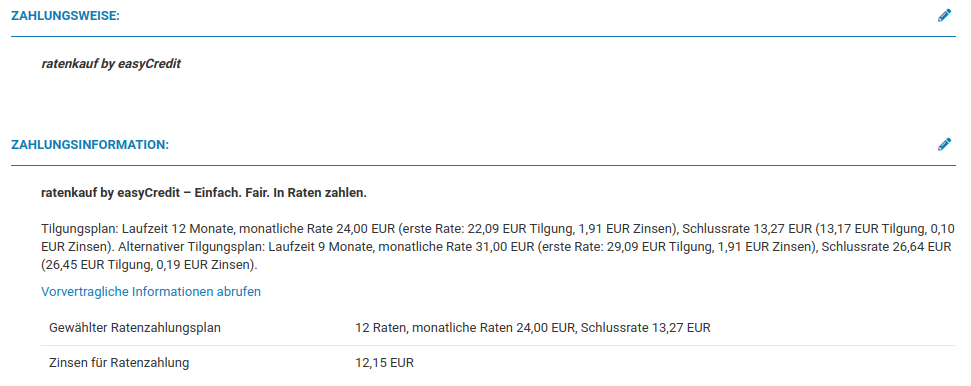 ZAHLUNGSWEISE:
ratenkauf by easyCredit
ZAHLUNGSINFORMATION:
ratenkauf by easyCredit – Einfach. Fair. In Raten zahlen.
Tilgungsplan: Laufzeit 12 Monate, monatliche Rate 24,00 EUR (erste Rate: 22,09 EUR Tilgung, 1,91 EUR Zinsen), Schlussrate 13,27 EUR (13,17 EUR Tilgung, 0,10
EUR Zinsen). Alternativer Tilgungsplan: Laufzeit 9 Monate, monatliche Rate 31,00 EUR (erste Rate: 29,09 EUR Tilgung, 1,91 EUR Zinsen), Schlussrate 26,64 EUR
(26,45 EUR Tilgung, 0,19 EUR Zinsen).
Vorvertragliche Informationen abrufen
Gewählter Ratenzahlungsplan 12 Raten, monatliche Raten 24,00 EUR, Schlussrate 13,27 EUR
Zinsen für Ratenzahlung 12,15 EUR